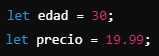 let edad = 30;
let precio = 19.99;